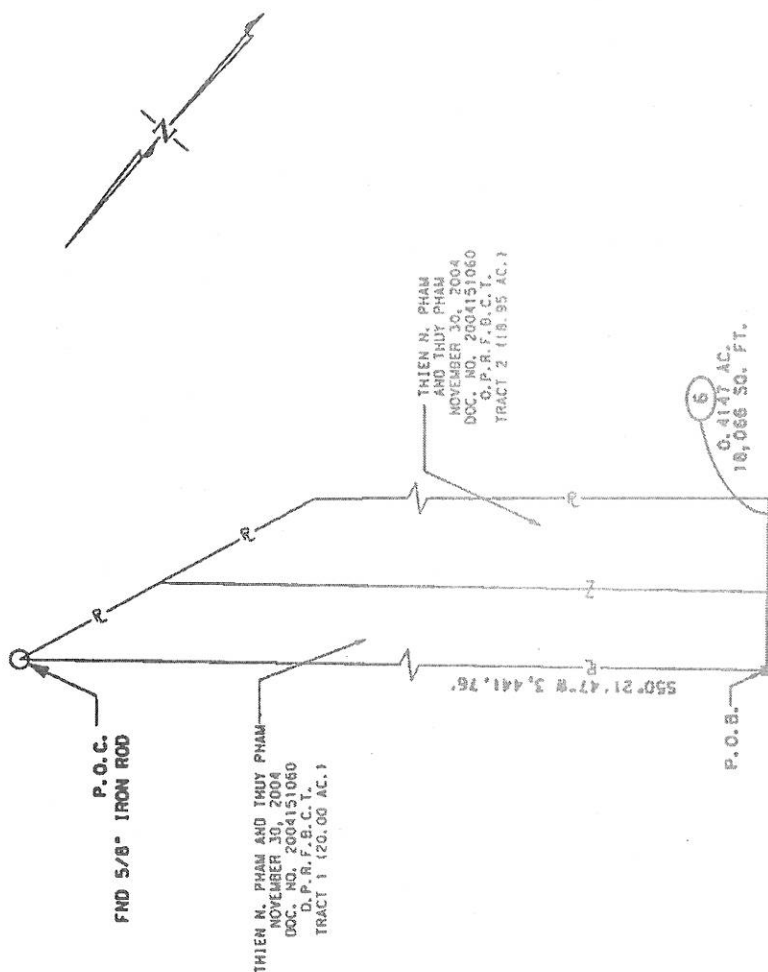 N
P.O.C.
FND 5/8" IRON ROD
THIEN N. PHAM AND THUY PHAM
NOVEMBER 30, 2004
DOC. NO. 2004151060
O.P.R.F.B.C.T.
TRACT 1 (20.00 AC.)
THIEN N. PHAM
AND THUY PHAM
NOVEMBER 30, 2004
DOC. NO. 2004151060
O.P.R.F.B.C.T.
TRACT 2 (18.95 AC.)
6
0.4147 AC.
18,066 SQ. FT.
S50°21'47"W 3,441.76'
P.O.B.